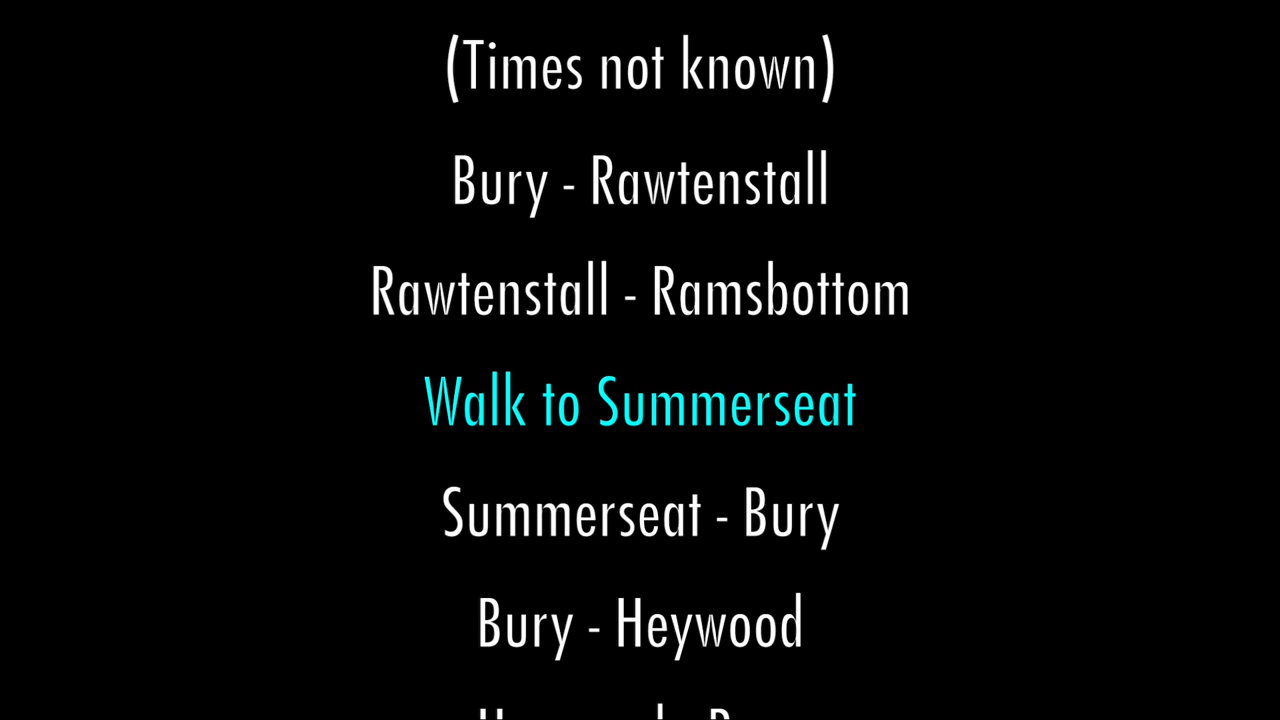 (Times not known)
Bury - Rawtenstall
Rawtenstall - Ramsbottom
Walk to Summerseat
Summerseat - Bury
Bury - Heywood